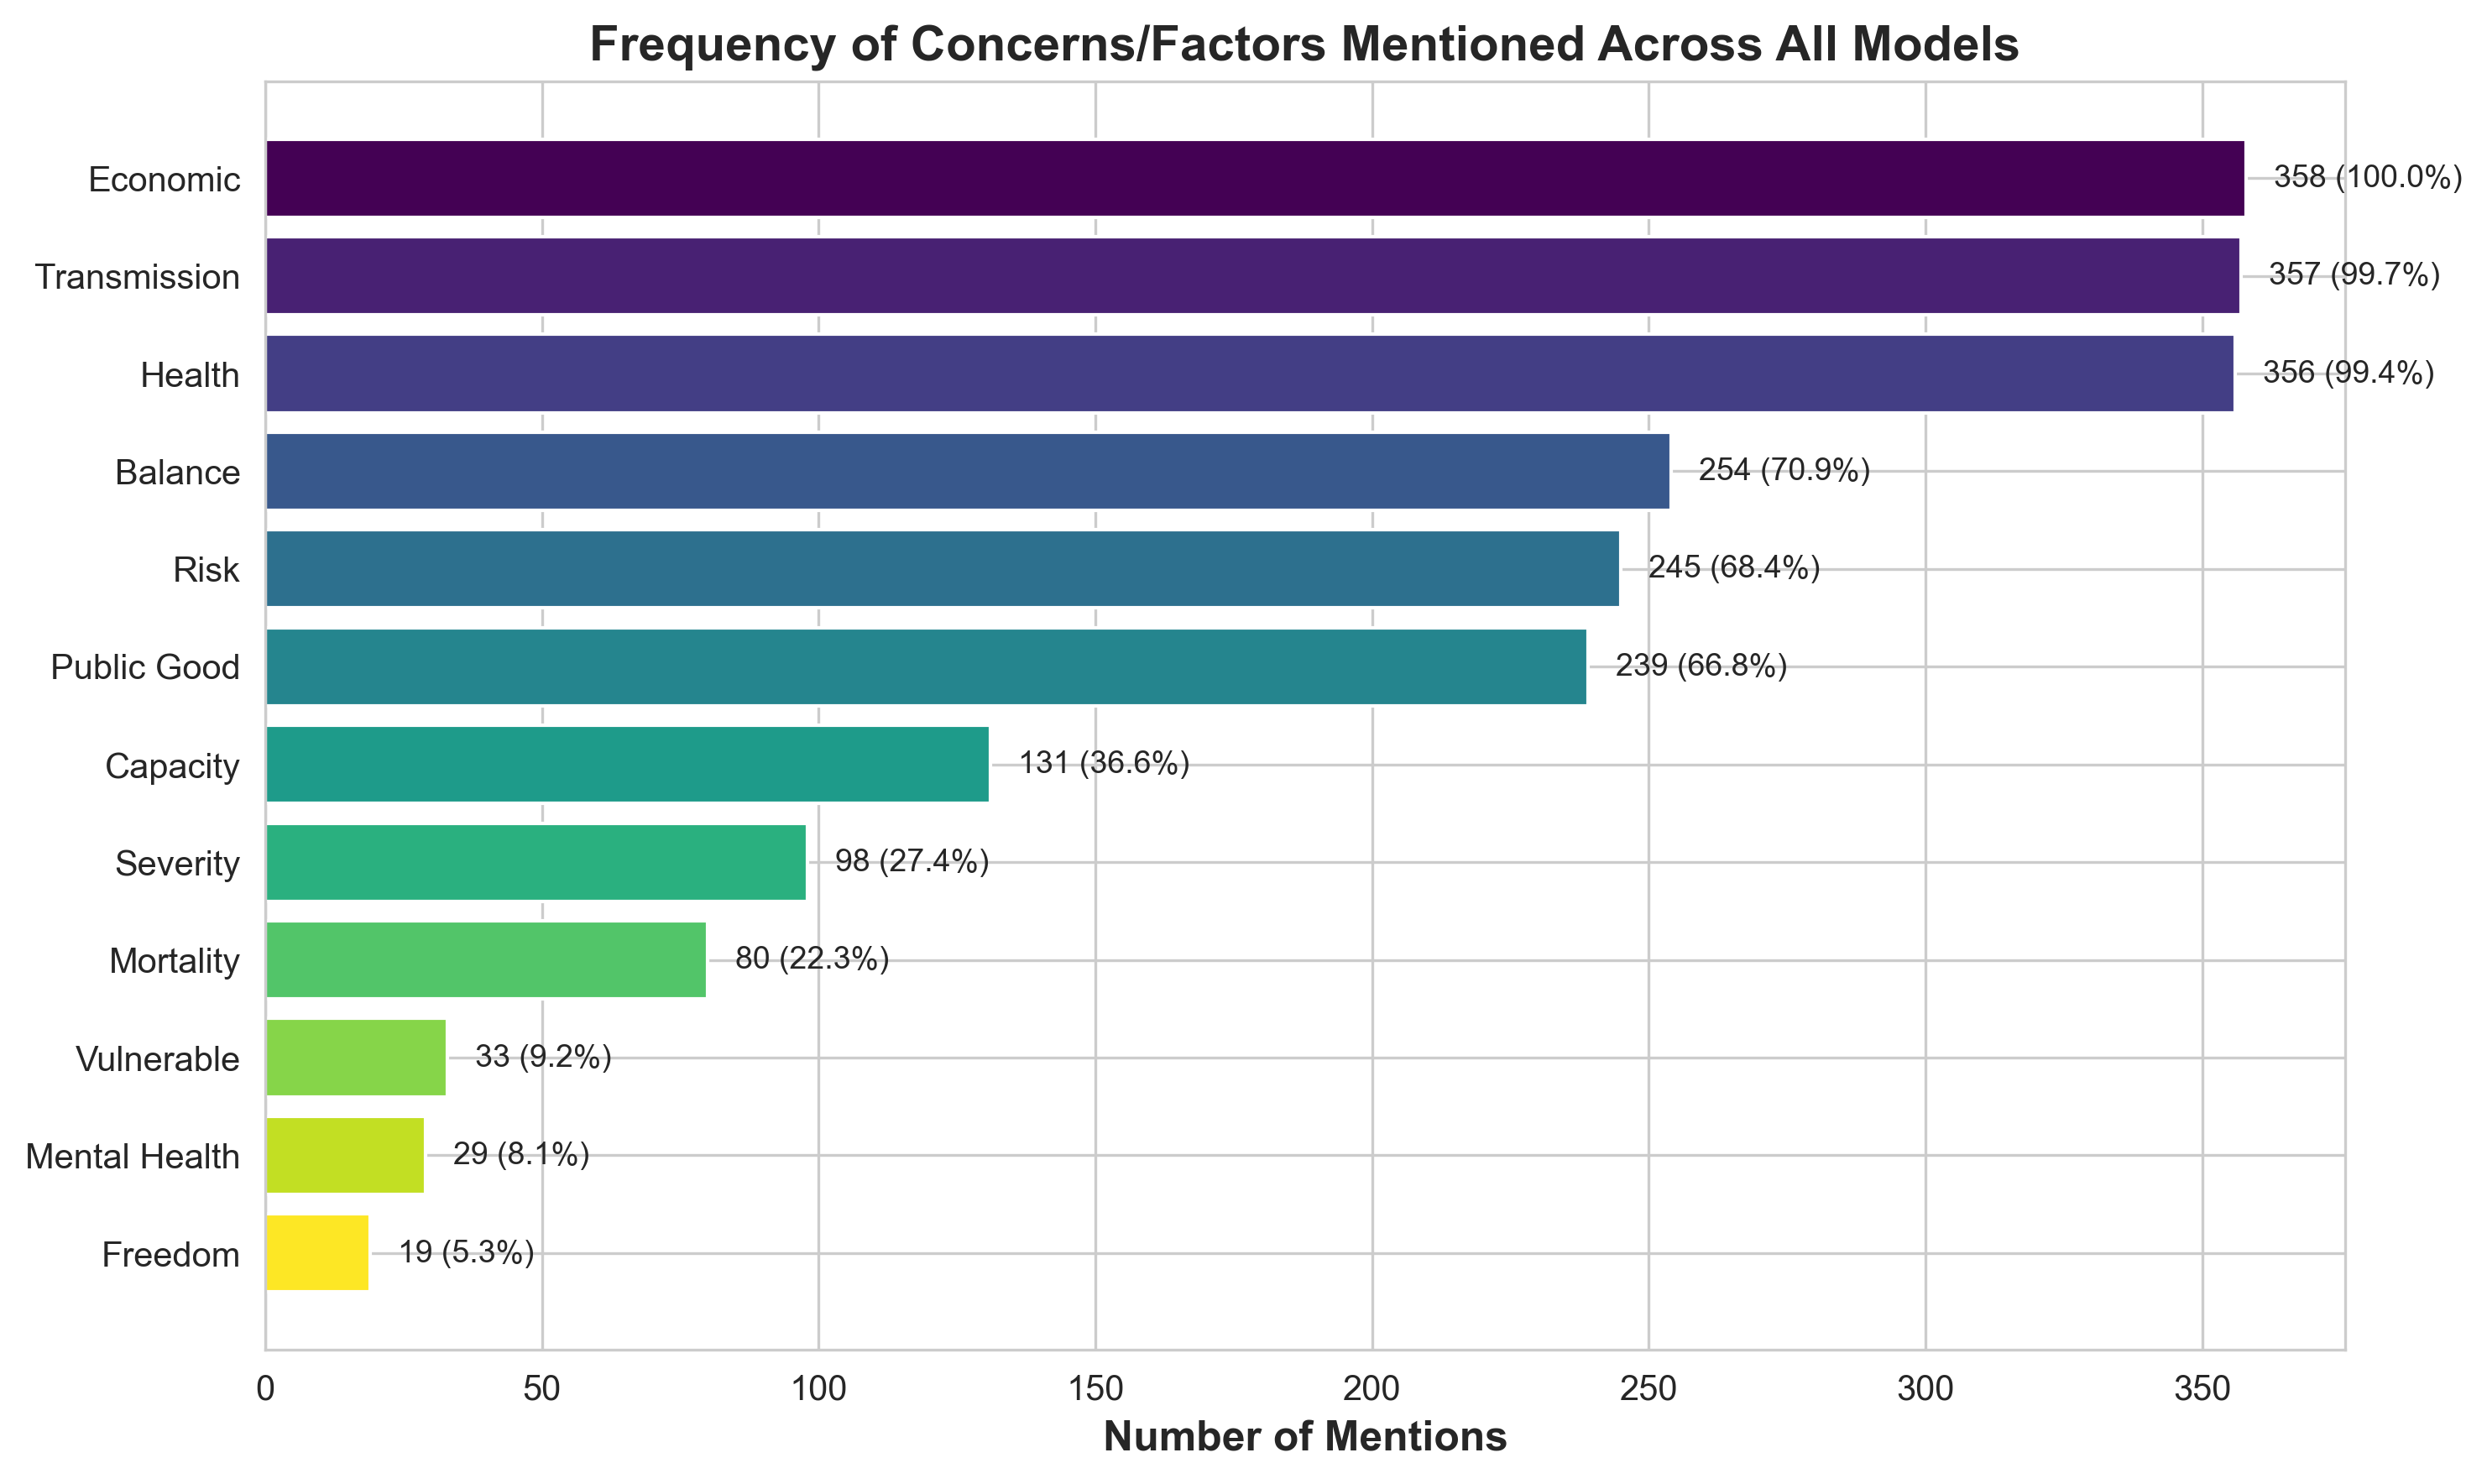 Frequency of Concerns/Factors Mentioned Across All Models
Economic 358 (100.0%)
Transmission 357 (99.7%)
Health 356 (99.4%)
Balance 254 (70.9%)
Risk 245 (68.4%)
Public Good 239 (66.8%)
Capacity 131 (36.6%)
Severity 98 (27.4%)
Mortality 80 (22.3%)
Vulnerable 33 (9.2%)
Mental Health 29 (8.1%)
Freedom 19 (5.3%)
0 50 100 150 200 250 300 350
Number of Mentions